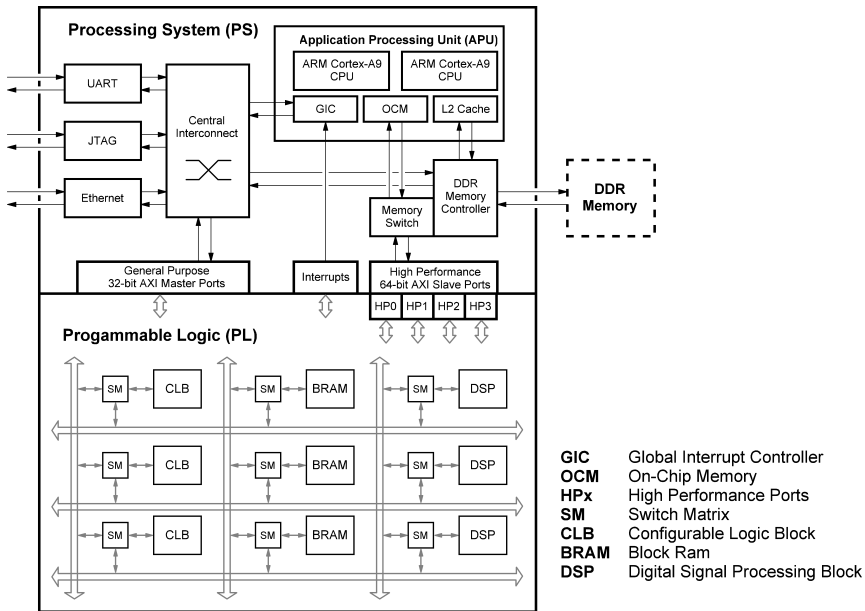 Processing System (PS)
Application Processing Unit (APU)
ARM Cortex-A9
CPU
ARM Cortex-A9
CPU
UART
GIC
OCM
L2 Cache
Central
Interconnect
JTAG
DDR
Memory
Controller
DDR
Memory
Ethernet
Memory
Switch
General Purpose
32-bit AXI Master Ports
Interrupts
High Performance
64-bit AXI Slave Ports
HP0
HP1
HP2
HP3
Progammable Logic (PL)
SM
CLB
SM
BRAM
SM
DSP
SM
CLB
SM
BRAM
SM
DSP
SM
CLB
SM
BRAM
SM
DSP
GIC Global Interrupt Controller
OCM On-Chip Memory
HPx High Performance Ports
SM Switch Matrix
CLB Configurable Logic Block
BRAM Block Ram
DSP Digital Signal Processing Block